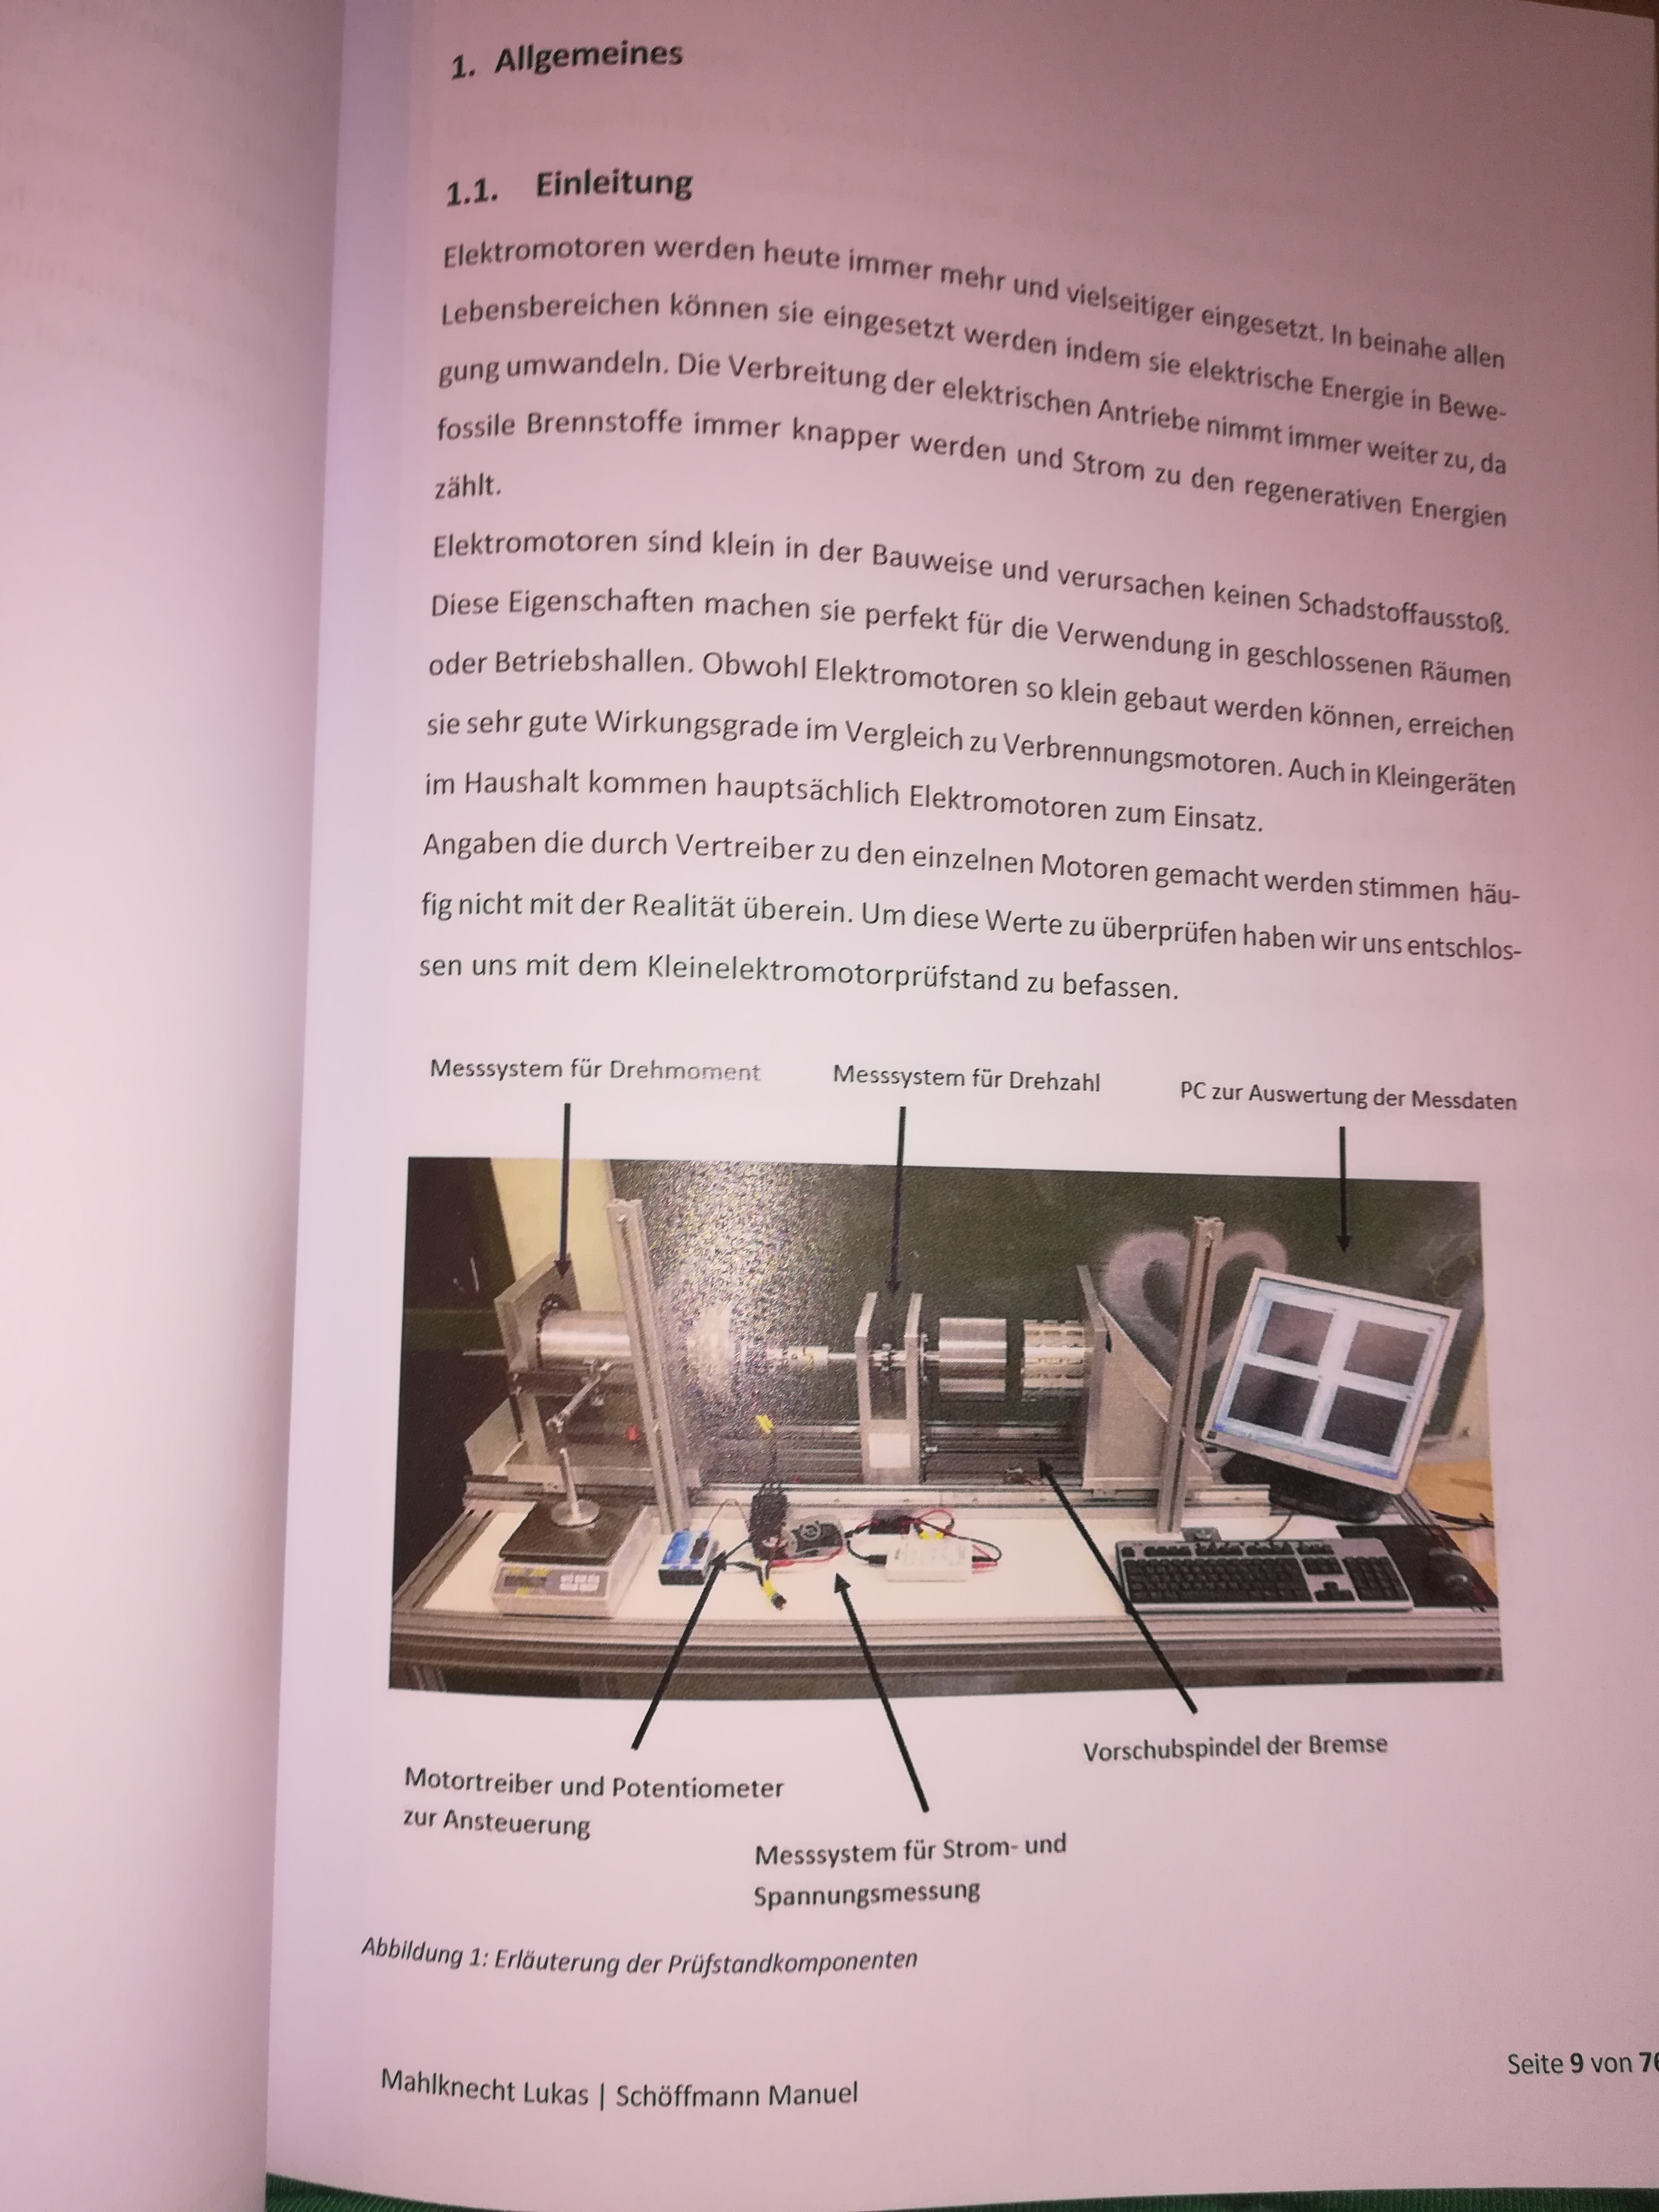 1. Allgemeines
1.1. Einleitung
Elektromotoren werden heute immer mehr und vielseitiger eingesetzt. In beinahe allen
Lebensbereichen können sie eingesetzt werden indem sie elektrische Energie in Bewe-
gung umwandeln. Die Verbreitung der elektrischen Antriebe nimmt immer weiter zu, da
fossile Brennstoffe immer knapper werden und Strom zu den regenerativen Energien
zählt.
Elektromotoren sind klein in der Bauweise und verursachen keinen Schadstoffausstoß.
Diese Eigenschaften machen sie perfekt für die Verwendung in geschlossenen Räumen
oder Betriebshallen. Obwohl Elektromotoren so klein gebaut werden können, erreichen
sie sehr gute Wirkungsgrade im Vergleich zu Verbrennungsmotoren. Auch in Kleingeräten
im Haushalt kommen hauptsächlich Elektromotoren zum Einsatz.
Angaben die durch Vertreiber zu den einzelnen Motoren gemacht werden stimmen häu-
fig nicht mit der Realität überein. Um diese Werte zu überprüfen haben wir uns entschlos-
sen uns mit dem Kleinelektromotorprüfstand zu befassen.
Messsystem für Drehmoment
Messsystem für Drehzahl
PC zur Auswertung der Messdaten
Vorschubspindel der Bremse
Motortreiber und Potentiometer
zur Ansteuerung
Messsystem für Strom- und
Spannungsmessung
Abbildung 1: Erläuterung der Prüfstandkomponenten
Seite 9 von 76
Mahlknecht Lukas | Schöffmann Manuel